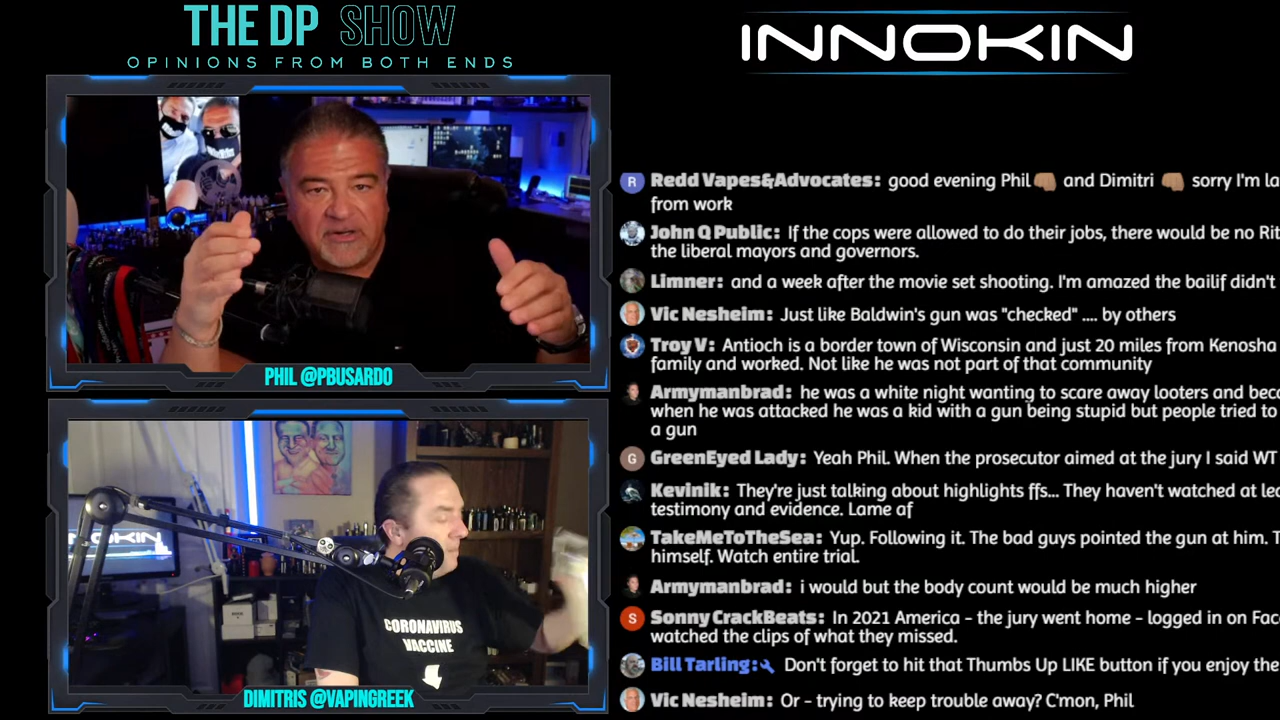 THE DP SHOW
OPINIONS FROM BOTH ENDS
INNOKIN
PHIL @PBUSARDO
NNOKIN
CORONAVIRUS
VACCINE
DIMITRIS @VAPINGREEK
R Redd Vapes&Advocates: good evening Phil👊🏽 and Dimitri 👊🏽 sorry I'm la
from work
John Q Public: If the cops were allowed to do their jobs, there would be no Rit
the liberal mayors and governors.
Limner: and a week after the movie set shooting. I'm amazed the bailif didn't
Vic Nesheim: Just like Baldwin's gun was "checked" .... by others
Troy V: Antioch is a border town of Wisconsin and just 20 miles from Kenosha
family and worked. Not like he was not part of that community
Armymanbrad: he was a white night wanting to scare away looters and beca
when he was attacked he was a kid with a gun being stupid but people tried to
a gun
G GreenEyed Lady: Yeah Phil. When the prosecutor aimed at the jury I said WT
Kevinik: They're just talking about highlights ffs... They haven't watched at lea
testimony and evidence. Lame af
TakeMeToTheSea: Yup. Following it. The bad guys pointed the gun at him. T
himself. Watch entire trial.
Armymanbrad: i would but the body count would be much higher
S Sonny CrackBeats: In 2021 America - the jury went home - logged in on Fac
watched the clips of what they missed.
Bill Tarling:🔧 Don't forget to hit that Thumbs Up LIKE button if you enjoy the
Vic Nesheim: Or - trying to keep trouble away? C'mon, Phil